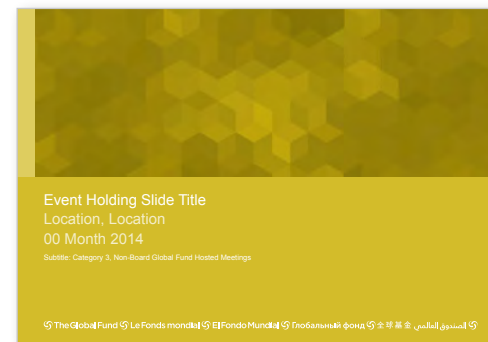 Event Holding Slide Title
Location, Location
00 Month 2014
Subtitle: Category 3, Non-Board Global Fund Hosted Meetings
The Global Fund Le Fonds mondial El Fondo Mundial Глобальный фонд 全球基金 الصندوق العالمي